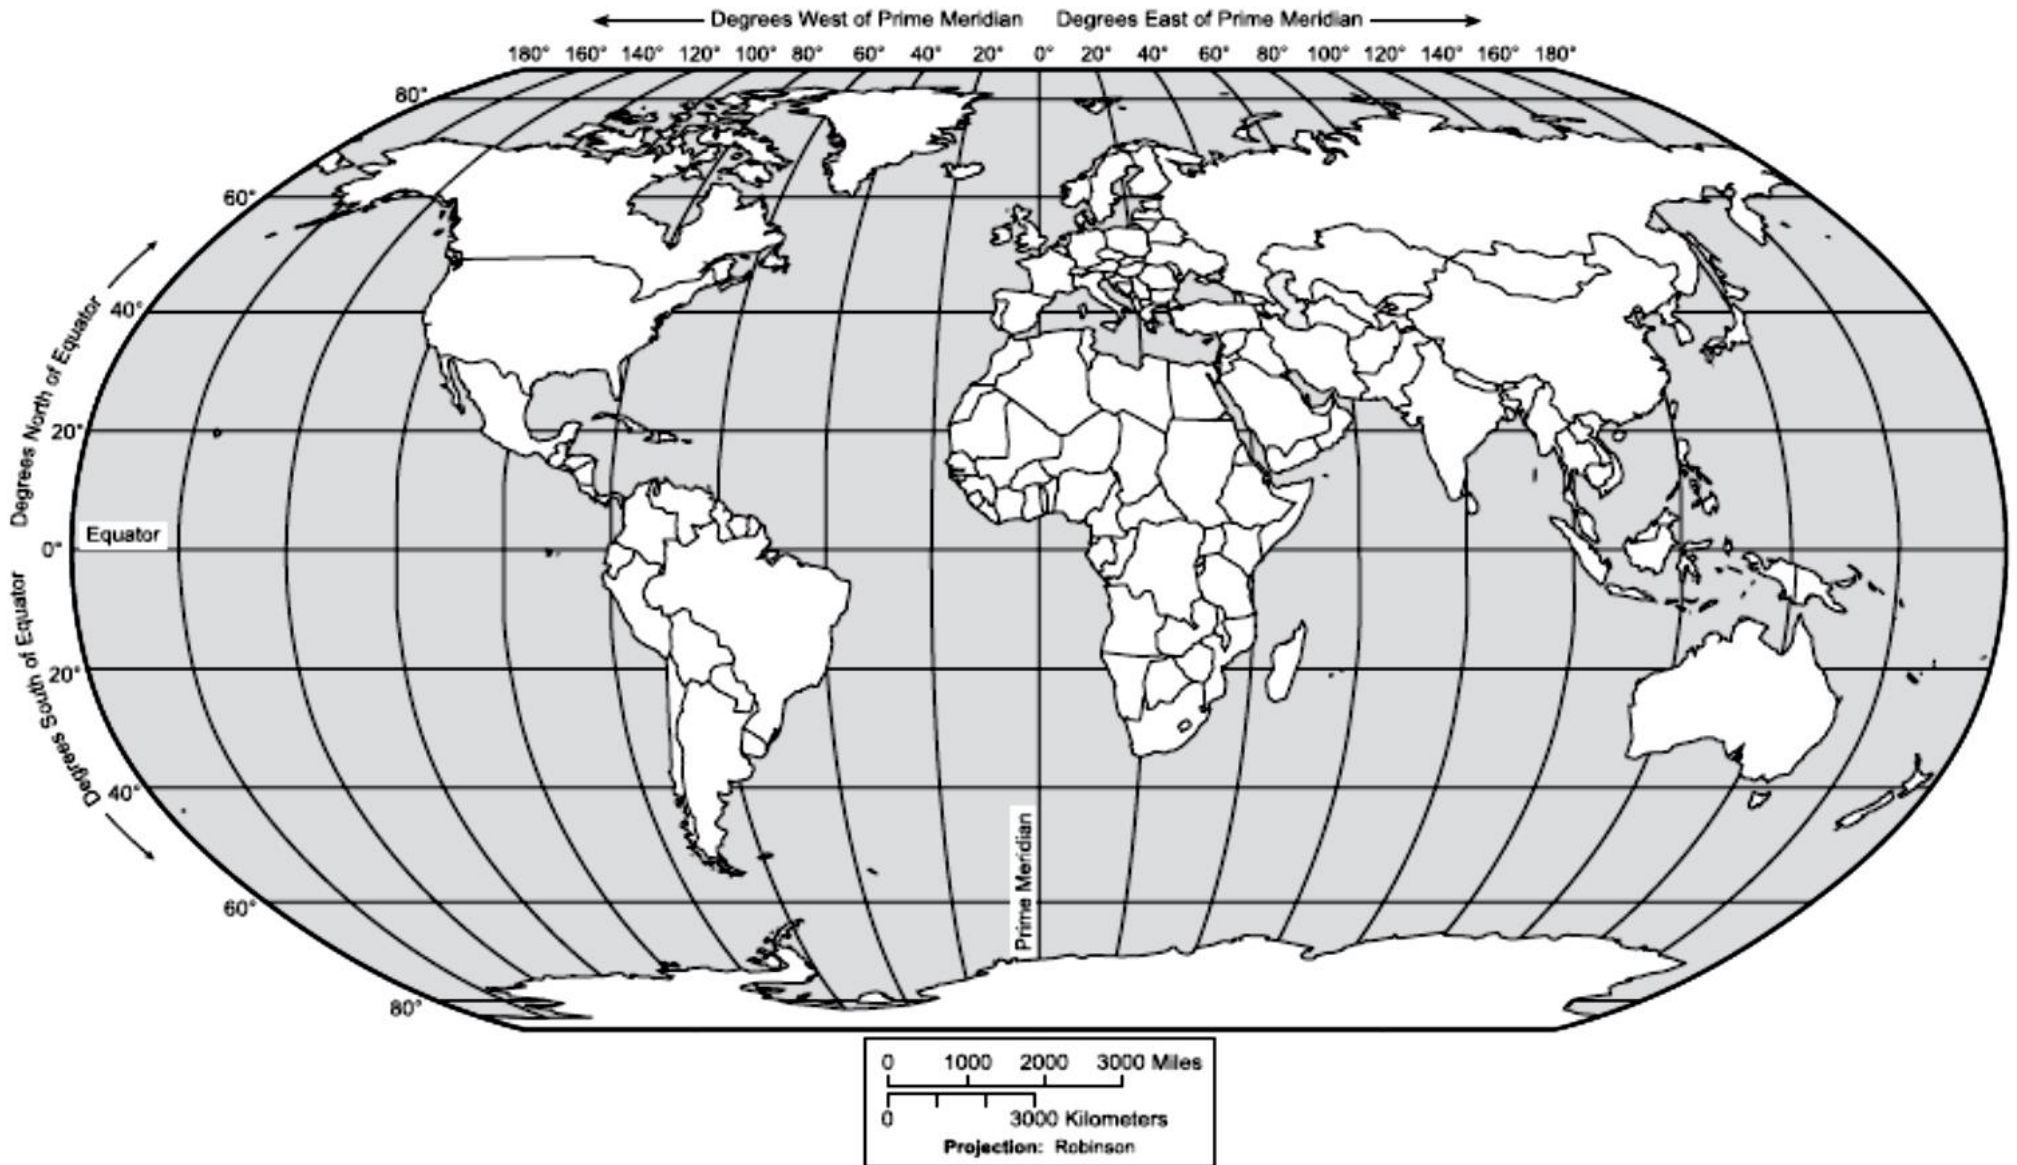 Degrees West of Prime Meridian Degrees East of Prime Meridian
180° 160° 140° 120° 100° 80° 60° 40° 20° 0° 20° 40° 60° 80° 100° 120° 140° 160° 180°
80°
60°
40°
20°
Equator
0°
20°
40°
60°
80°
Degrees North of Equator
Degrees South of Equator
Prime Meridian
0 1000 2000 3000 Miles
0 3000 Kilometers
Projection: Robinson